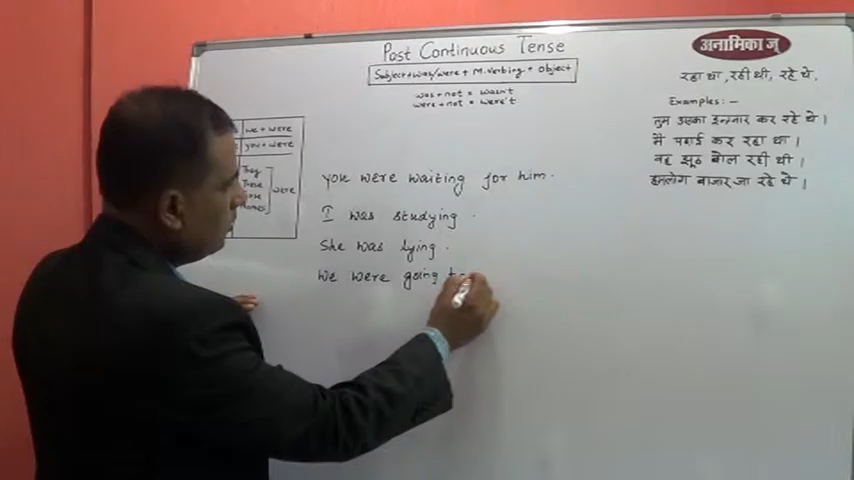 Past Continuous Tense
Subject + was/were + M.verbing + Object
was + not = wasn't
were + not = weren't
we + were
you + were
They
These
Names
were
you were waiting for him.
I was studying.
She was lying.
we were going
अनामिका ज्
रहा था, रही थी, रहे थे.
Examples: –
तुम उसका इन्तजार कर रहे थे।
मैं पढ़ाई कर रहा था।
वह झूठ बोल रही थी।
हमलोग बाजार जा रहे थे।